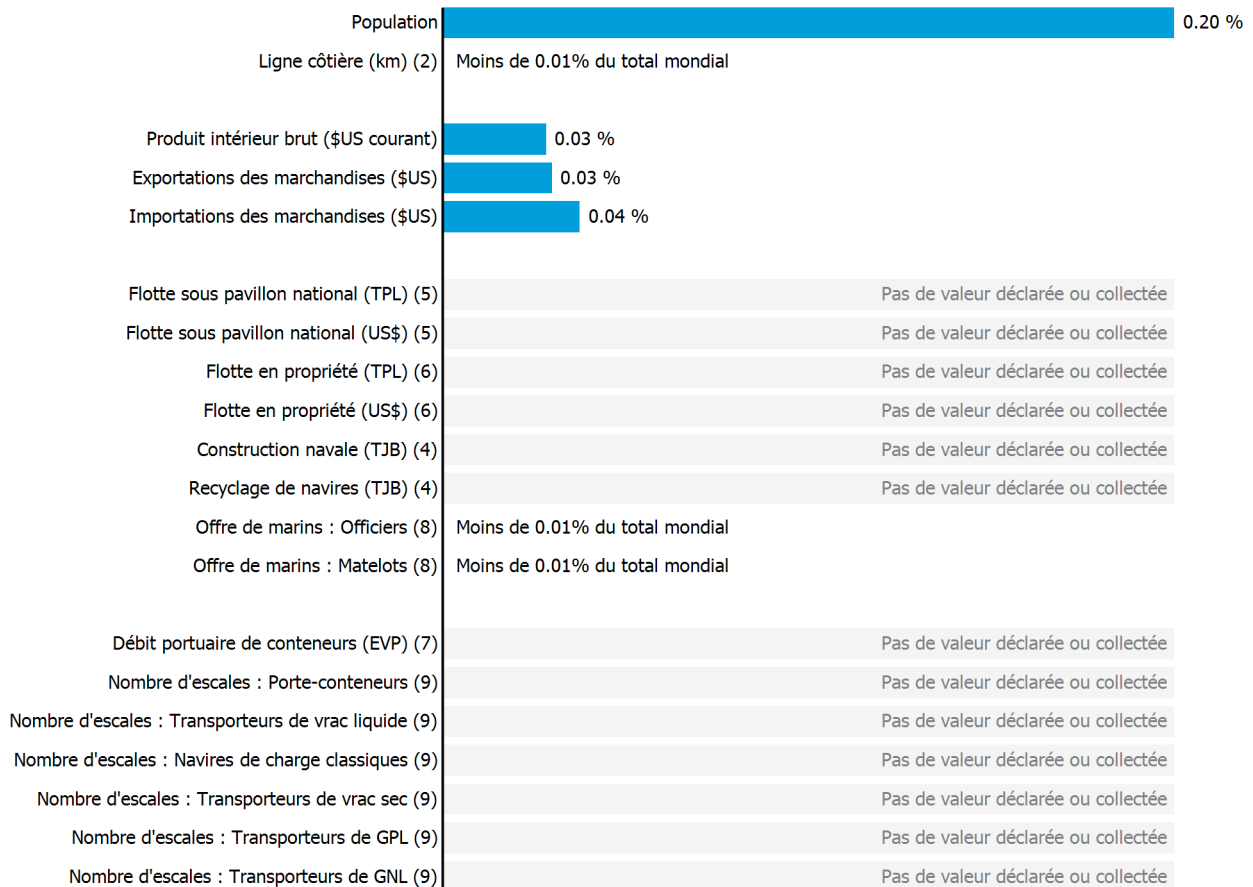 Population 0.20 %
Ligne côtière (km) (2) Moins de 0.01% du total mondial
Produit intérieur brut ($US courant) 0.03 %
Exportations des marchandises ($US) 0.03 %
Importations des marchandises ($US) 0.04 %
Flotte sous pavillon national (TPL) (5) Pas de valeur déclarée ou collectée
Flotte sous pavillon national (US$) (5) Pas de valeur déclarée ou collectée
Flotte en propriété (TPL) (6) Pas de valeur déclarée ou collectée
Flotte en propriété (US$) (6) Pas de valeur déclarée ou collectée
Construction navale (TJB) (4) Pas de valeur déclarée ou collectée
Recyclage de navires (TJB) (4) Pas de valeur déclarée ou collectée
Offre de marins : Officiers (8) Moins de 0.01% du total mondial
Offre de marins : Matelots (8) Moins de 0.01% du total mondial
Débit portuaire de conteneurs (EVP) (7) Pas de valeur déclarée ou collectée
Nombre d'escales : Porte-conteneurs (9) Pas de valeur déclarée ou collectée
Nombre d'escales : Transporteurs de vrac liquide (9) Pas de valeur déclarée ou collectée
Nombre d'escales : Navires de charge classiques (9) Pas de valeur déclarée ou collectée
Nombre d'escales : Transporteurs de vrac sec (9) Pas de valeur déclarée ou collectée
Nombre d'escales : Transporteurs de GPL (9) Pas de valeur déclarée ou collectée
Nombre d'escales : Transporteurs de GNL (9) Pas de valeur déclarée ou collectée